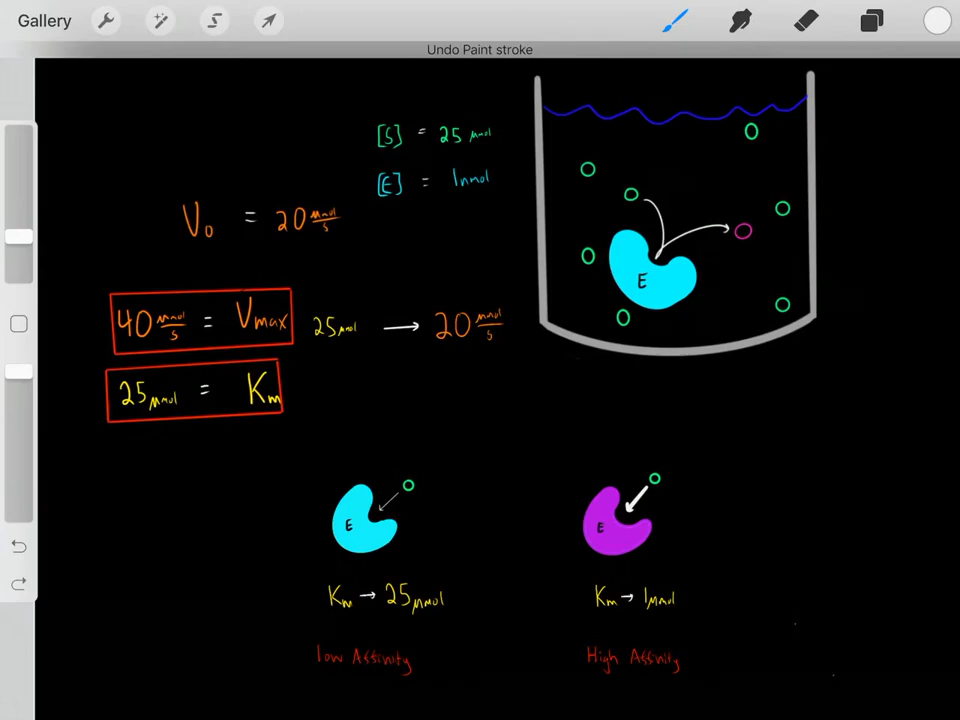 Gallery
Undo Paint stroke
[S] = 25 μmol
[E] = 1nmol
V₀ = 20 μmol/s
40 μmol/s = Vmax
25μmol → 20 μmol/s
25μmol = Km
E
E
E
Km → 25μmol
Km → 1μmol
low Affinity
High Affinity